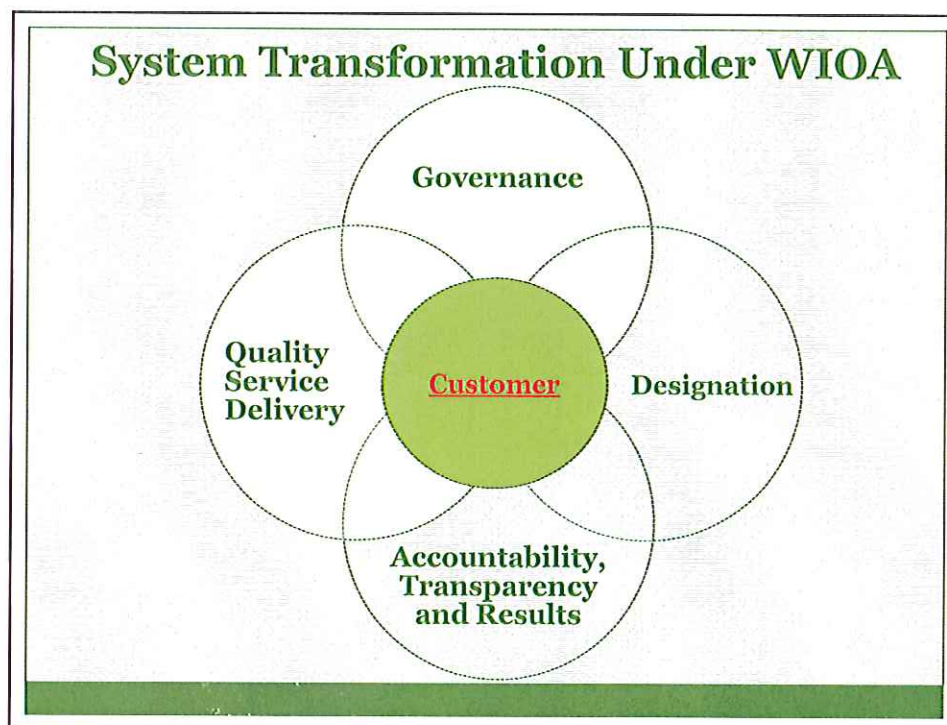 System Transformation Under WIOA
Governance
Quality
Service
Delivery
Customer
Designation
Accountability,
Transparency
and Results